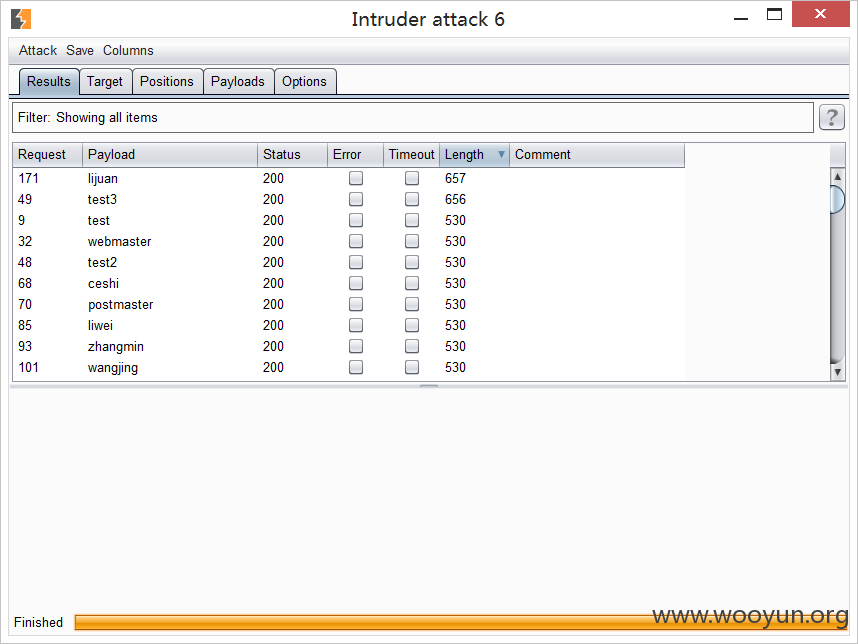 Intruder attack 6
Attack Save Columns
Results Target Positions Payloads Options
Filter: Showing all items ?
Request Payload Status Error Timeout Length Comment
171 lijuan 200 657
49 test3 200 656
9 test 200 530
32 webmaster 200 530
48 test2 200 530
68 ceshi 200 530
70 postmaster 200 530
85 liwei 200 530
93 zhangmin 200 530
101 wangjing 200 530
Finished
www.wooyun.org